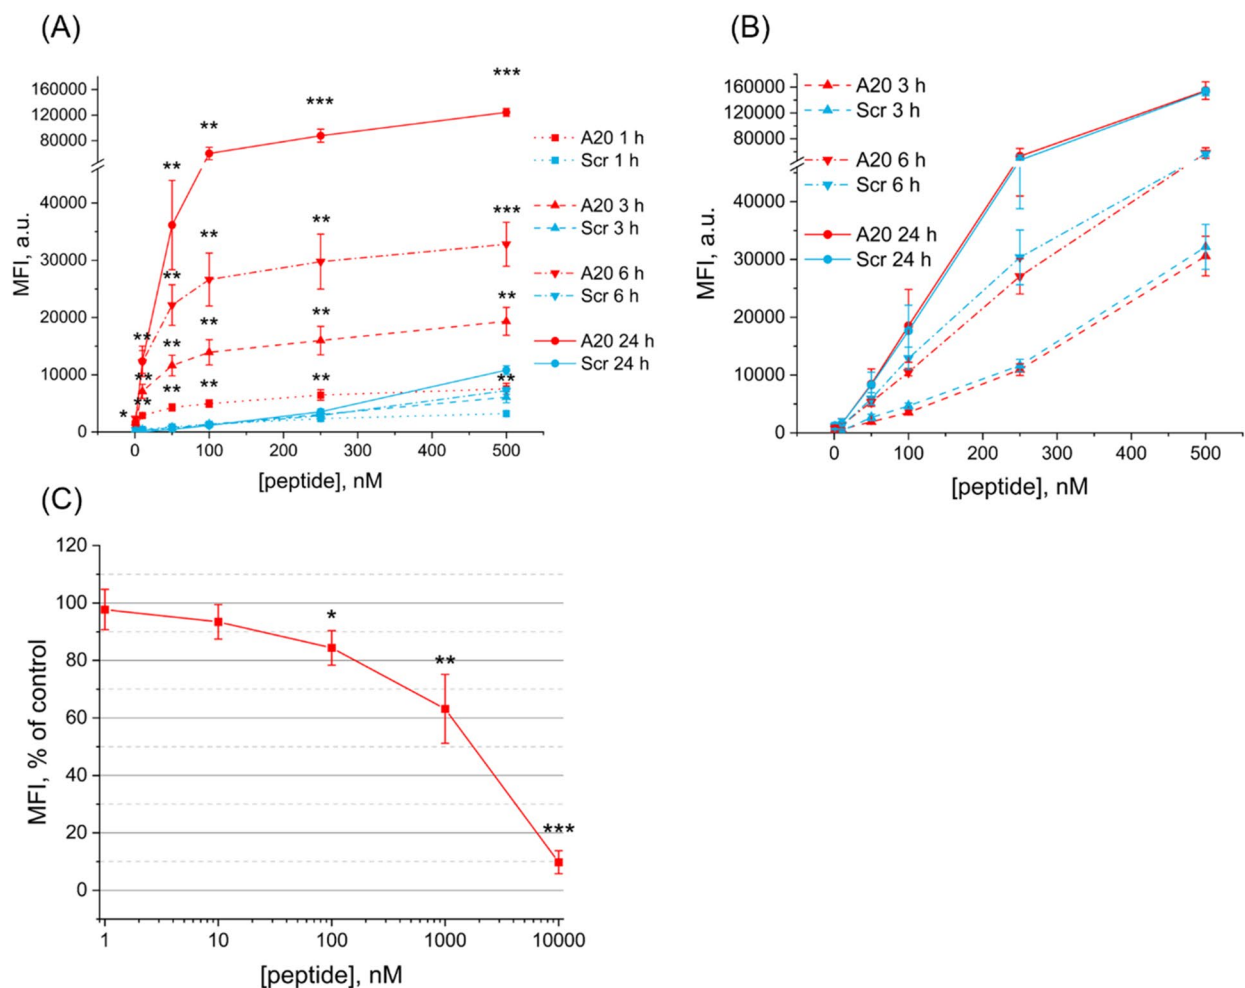 (A)
MFI, a.u.
160000
120000
80000
40000
30000
20000
10000
0
0
100
200
300
400
500
[peptide], nM
*
**
**
**
**
**
**
**
**
**
**
**
***
**
**
***
***
**
**
A20 1 h
Scr 1 h
A20 3 h
Scr 3 h
A20 6 h
Scr 6 h
A20 24 h
Scr 24 h
(B)
MFI, a.u.
160000
120000
80000
40000
30000
20000
10000
0
0
100
200
300
400
500
[peptide], nM
A20 3 h
Scr 3 h
A20 6 h
Scr 6 h
A20 24 h
Scr 24 h
(C)
MFI, % of control
120
100
80
60
40
20
0
1
10
100
1000
10000
[peptide], nM
*
**
***